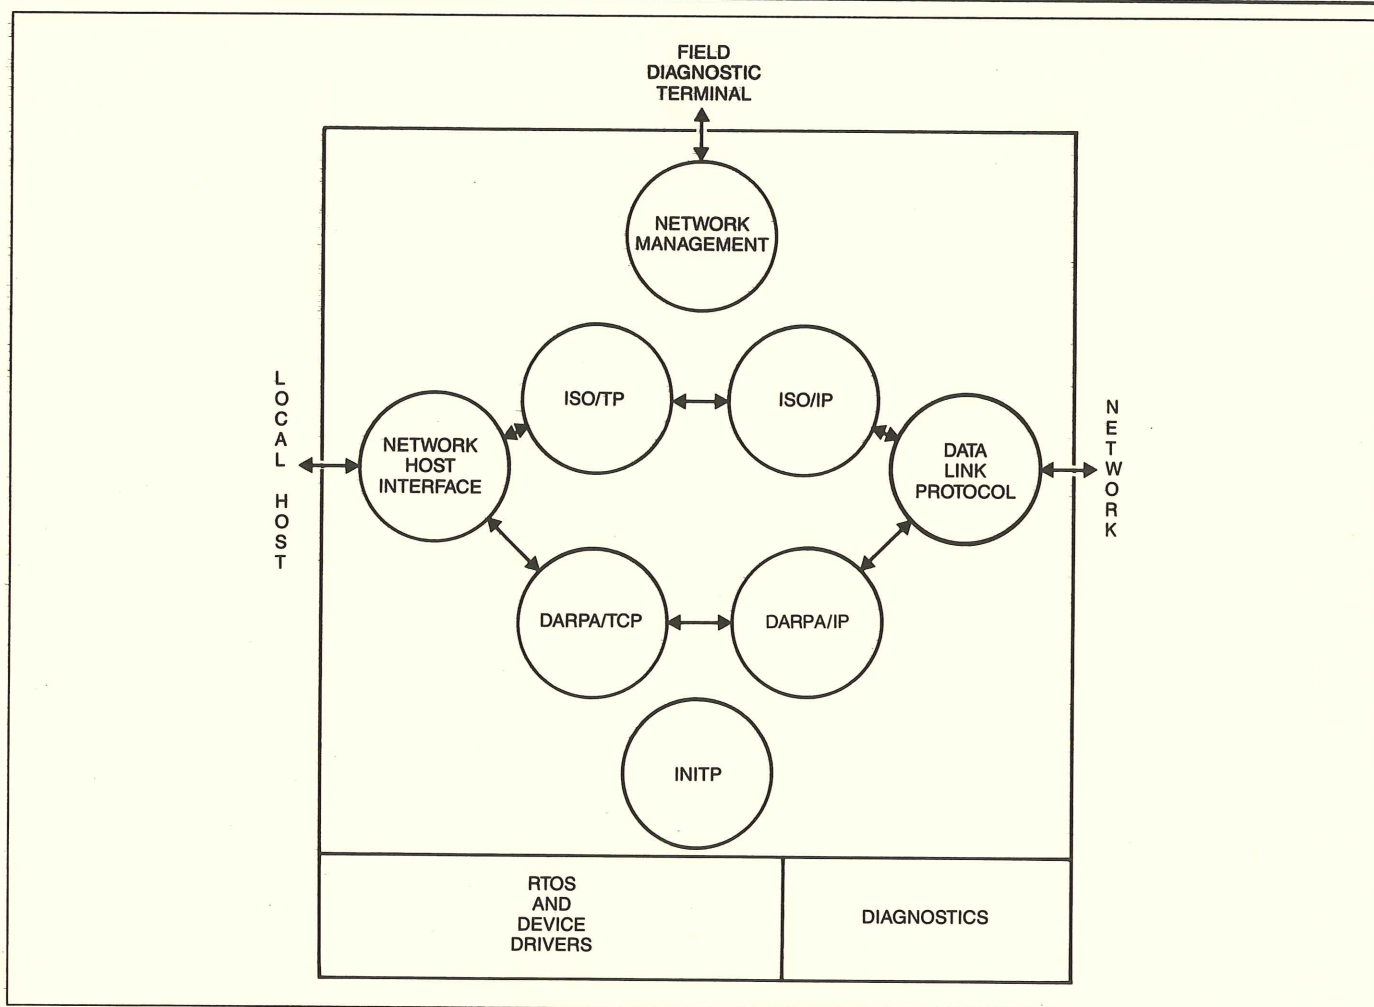 FIELD
DIAGNOSTIC
TERMINAL
NETWORK
MANAGEMENT
ISO/TP
ISO/IP
LOCAL HOST
NETWORK
HOST
INTERFACE
DATA
LINK
PROTOCOL
NETWORK
DARPA/TCP
DARPA/IP
INITP
RTOS
AND
DEVICE
DRIVERS
DIAGNOSTICS